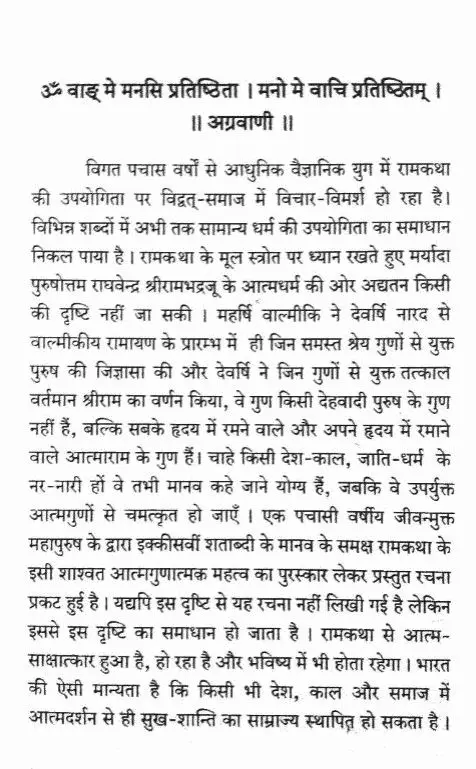 ॐ वाङ् मे मनसि प्रतिष्ठिता । मनो मे वाचि प्रतिष्ठितम् ।
॥ अग्रवाणी ॥
विगत पचास वर्षों से आधुनिक वैज्ञानिक युग में रामकथा
की उपयोगिता पर विद्वत्-समाज में विचार-विमर्श हो रहा है।
विभिन्न शब्दों में अभी तक सामान्य धर्म की उपयोगिता का समाधान
निकल पाया है । रामकथा के मूल स्त्रोत पर ध्यान रखते हुए मर्यादा
पुरुषोत्तम राघवेन्द्र श्रीरामभद्रजू के आत्मधर्म की ओर अद्यतन किसी
की दृष्टि नहीं जा सकी । महर्षि वाल्मीकि ने देवर्षि नारद से
वाल्मीकीय रामायण के प्रारम्भ में ही जिन समस्त श्रेय गुणों से युक्त
पुरुष की जिज्ञासा की और देवर्षि ने जिन गुणों से युक्त तत्काल
वर्तमान श्रीराम का वर्णन किया, वे गुण किसी देहवादी पुरुष के गुण
नहीं हैं, बल्कि सबके हृदय में रमने वाले और अपने हृदय में रमाने
वाले आत्माराम के गुण हैं। चाहे किसी देश-काल, जाति-धर्म के
नर-नारी हों वे तभी मानव कहे जाने योग्य हैं, जबकि वे उपर्युक्त
आत्मगुणों से चमत्कृत हो जाएँ । एक पचासी वर्षीय जीवन्मुक्त
महापुरुष के द्वारा इक्कीसवीं शताब्दी के मानव के समक्ष रामकथा के
इसी शाश्वत आत्मगुणात्मक महत्व का पुरस्कार लेकर प्रस्तुत रचना
प्रकट हुई है । यद्यपि इस दृष्टि से यह रचना नहीं लिखी गई है लेकिन
इससे इस दृष्टि का समाधान हो जाता है । रामकथा से आत्म-
साक्षात्कार हुआ है, हो रहा है और भविष्य में भी होता रहेगा । भारत
की ऐसी मान्यता है कि किसी भी देश, काल और समाज में
आत्मदर्शन से ही सुख-शान्ति का साम्राज्य स्थापित हो सकता है ।